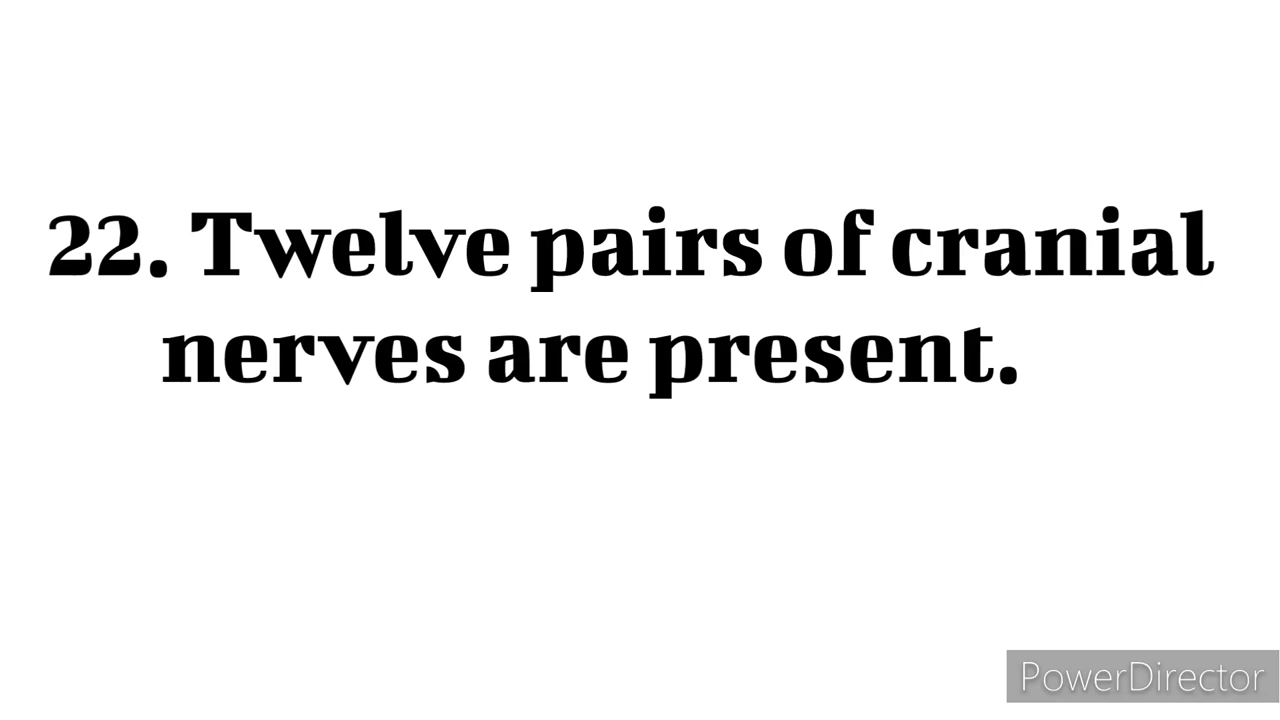 22. Twelve pairs of cranial
nerves are present.
PowerDirector